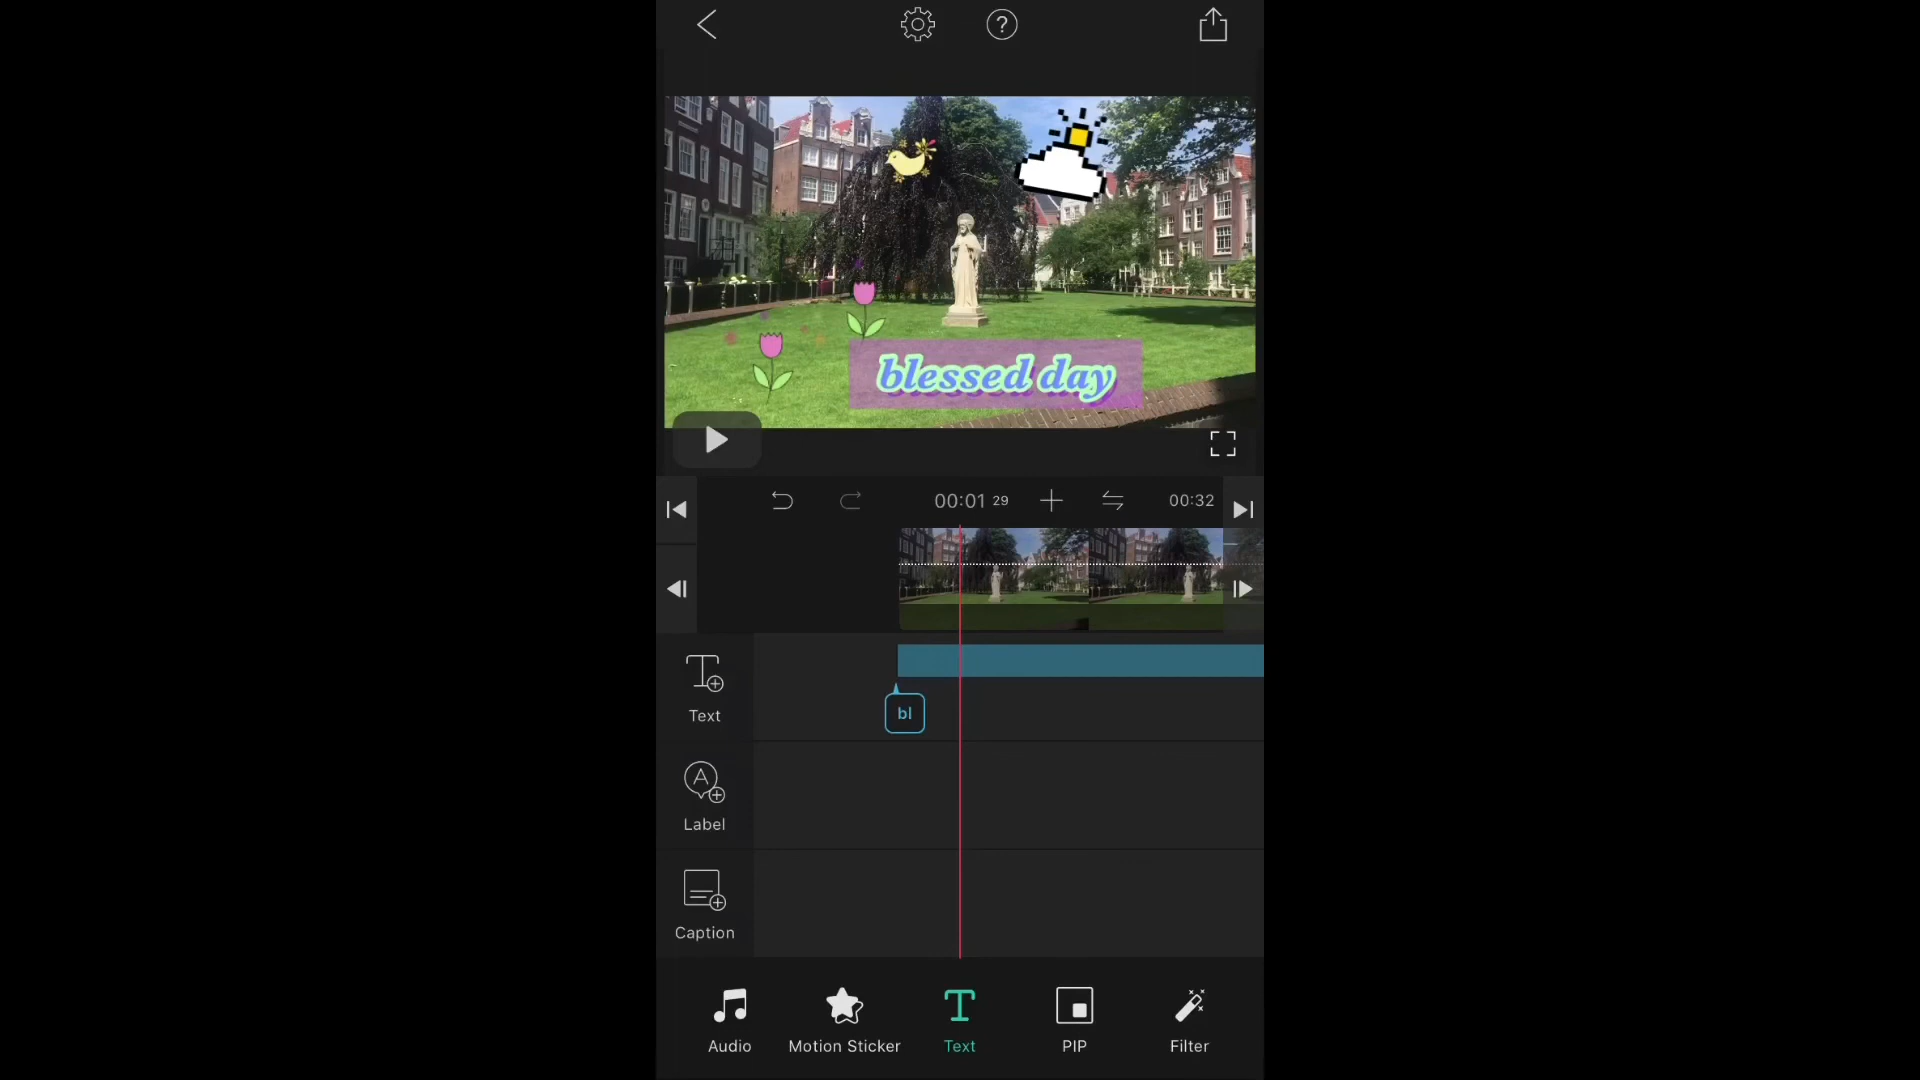 ?
blessed day
00:01 29
00:32
Text
bl
A
Label
Caption
Audio
Motion Sticker
Text
PIP
Filter